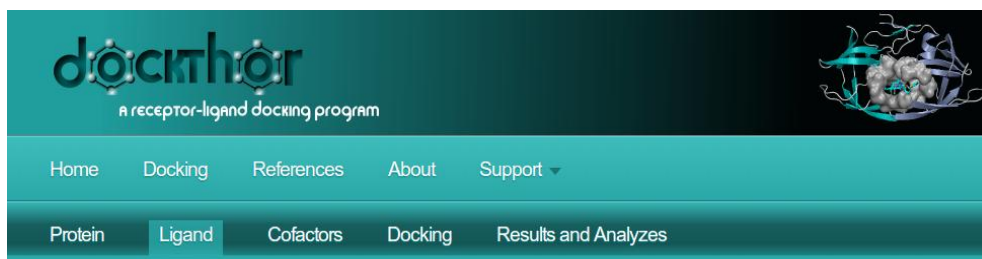 dockthor
a receptor-ligand docking program
Home Docking References About Support
Protein Ligand Cofactors Docking Results and Analyzes